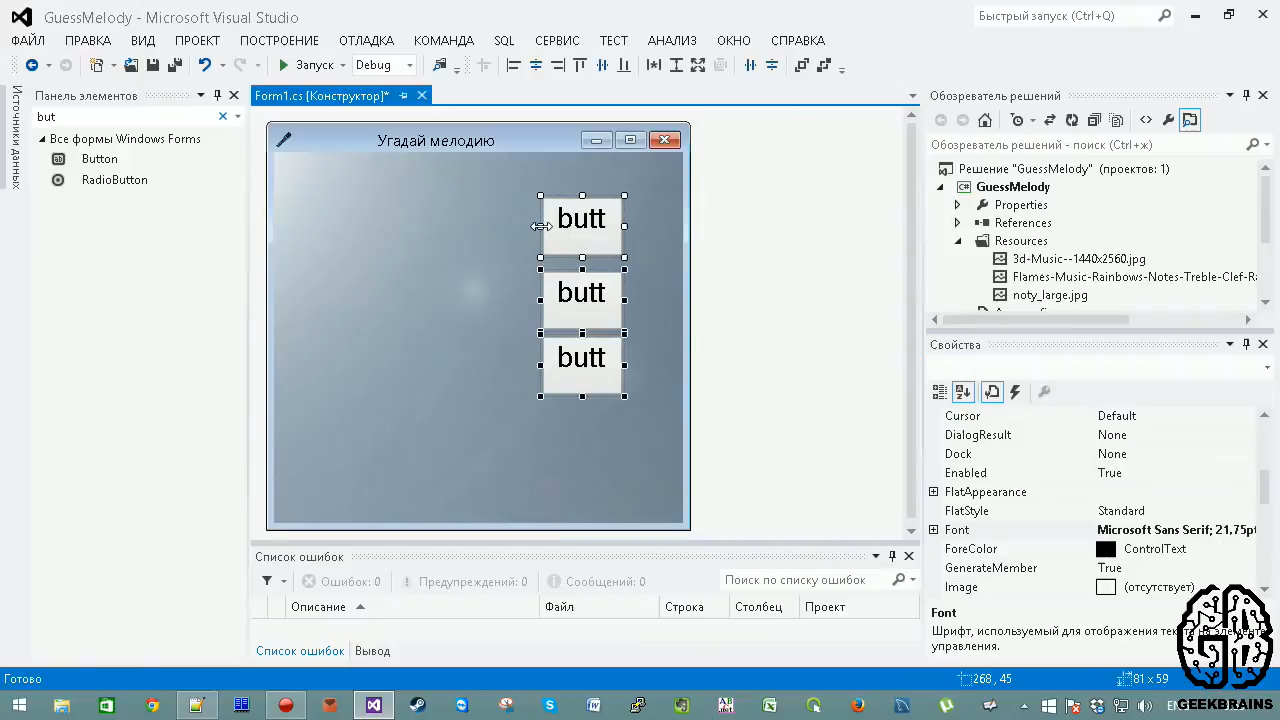 GuessMelody - Microsoft Visual Studio
Быстрый запуск (Ctrl+Q)
ФАЙЛ ПРАВКА ВИД ПРОЕКТ ПОСТРОЕНИЕ ОТЛАДКА КОМАНДА SQL СЕРВИС ТЕСТ АНАЛИЗ ОКНО СПРАВКА
Запуск Debug
Источники данных
Панель элементов
but
Все формы Windows Forms
Button
RadioButton
Form1.cs [Конструктор]*
Угадай мелодию
butt
butt
butt
Список ошибок
Ошибок: 0 Предупреждений: 0 Сообщений: 0 Поиск по списку ошибок
Описание Файл Строка Столбец Проект
Список ошибок Вывод
Обозреватель решений
Обозреватель решений - поиск (Ctrl+ж)
Решение "GuessMelody" (проектов: 1)
GuessMelody
Properties
References
Resources
3d-Music--1440x2560.jpg
Flames-Music-Rainbows-Notes-Treble-Clef-Ra
noty_large.jpg
Свойства
Cursor Default
DialogResult None
Dock None
Enabled True
FlatAppearance
FlatStyle Standard
Font Microsoft Sans Serif; 21,75pt
ForeColor ControlText
GenerateMember True
Image (отсутствует)
Font
Шрифт, используемый для отображения текста на элементе
управления.
Готово 268 , 45 81 x 59
GEEKBRAINS